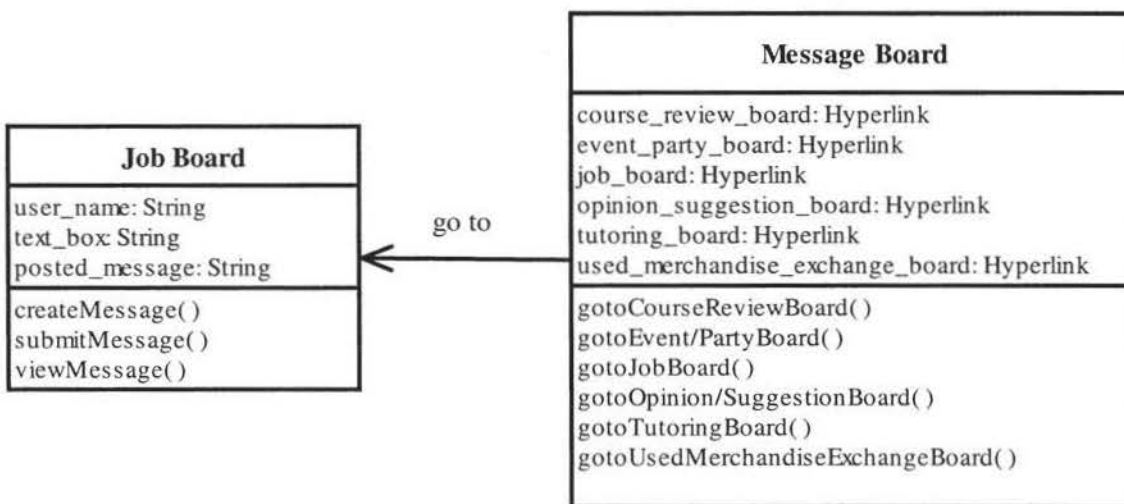 Job Board
user_name: String
text_box: String
posted_message: String
createMessage( )
submitMessage( )
viewMessage( )
go to
Message Board
course_review_board: Hyperlink
event_party_board: Hyperlink
job_board: Hyperlink
opinion_suggestion_board: Hyperlink
tutoring_board: Hyperlink
used_merchandise_exchange_board: Hyperlink
gotoCourseReviewBoard( )
gotoEvent/PartyBoard( )
gotoJobBoard( )
gotoOpinion/SuggestionBoard( )
gotoTutoringBoard( )
gotoUsedMerchandiseExchangeBoard( )